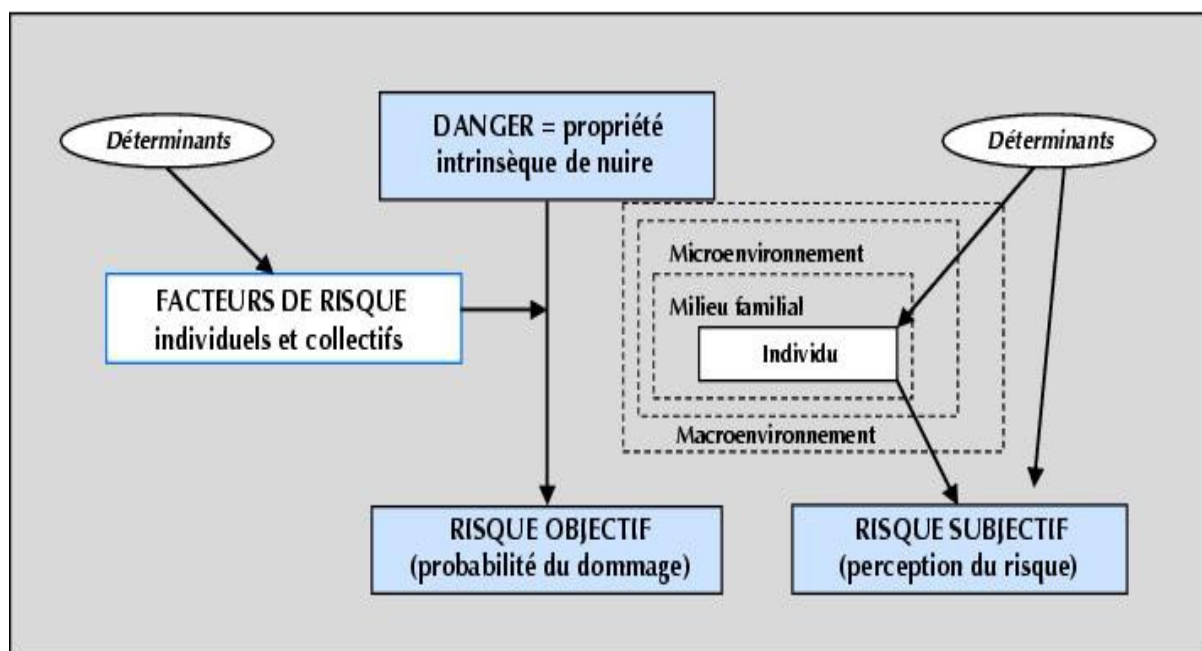 Déterminants
DANGER = propriété
intrinsèque de nuire
Déterminants
Microenvironnement
FACTEURS DE RISQUE
individuels et collectifs
Milieu familial
Individu
Macroenvironnement
RISQUE OBJECTIF
(probabilité du dommage)
RISQUE SUBJECTIF
(perception du risque)